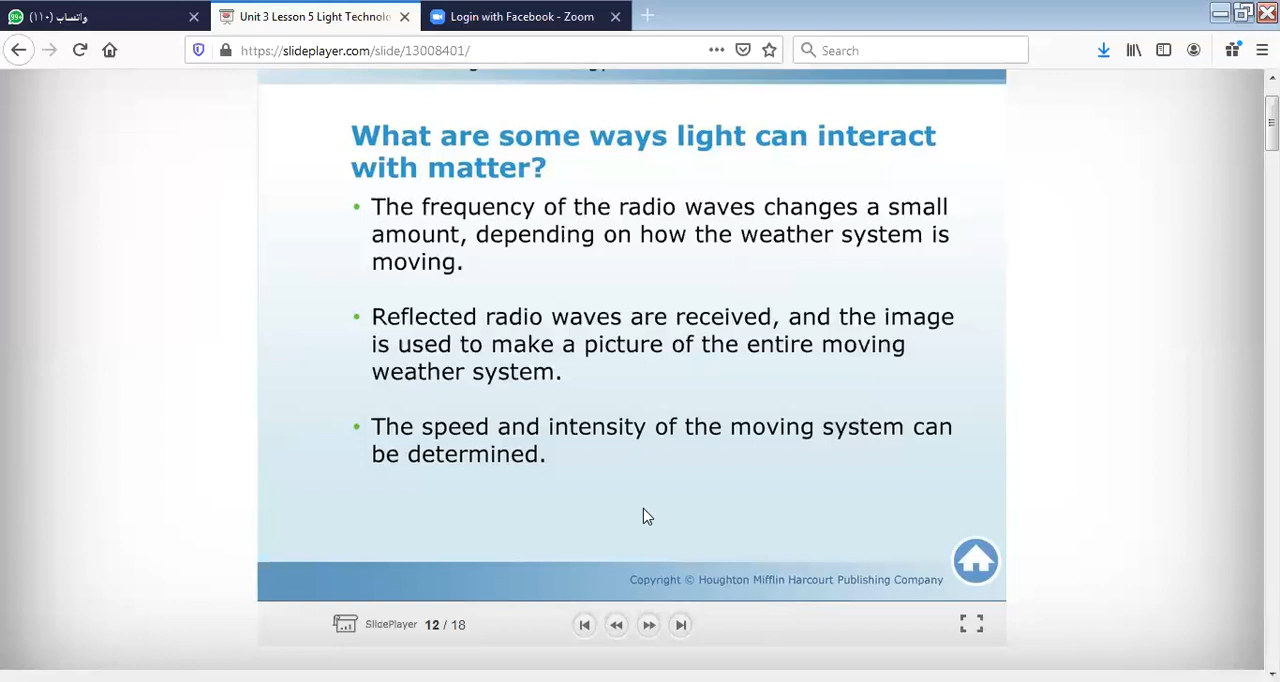 واتساب (١١٠)
Unit 3 Lesson 5 Light Technolo
Login with Facebook - Zoom
https://slideplayer.com/slide/13008401/
Search
What are some ways light can interact
with matter?
• The frequency of the radio waves changes a small
amount, depending on how the weather system is
moving.
• Reflected radio waves are received, and the image
is used to make a picture of the entire moving
weather system.
• The speed and intensity of the moving system can
be determined.
Copyright © Houghton Mifflin Harcourt Publishing Company
SlidePlayer 12 / 18